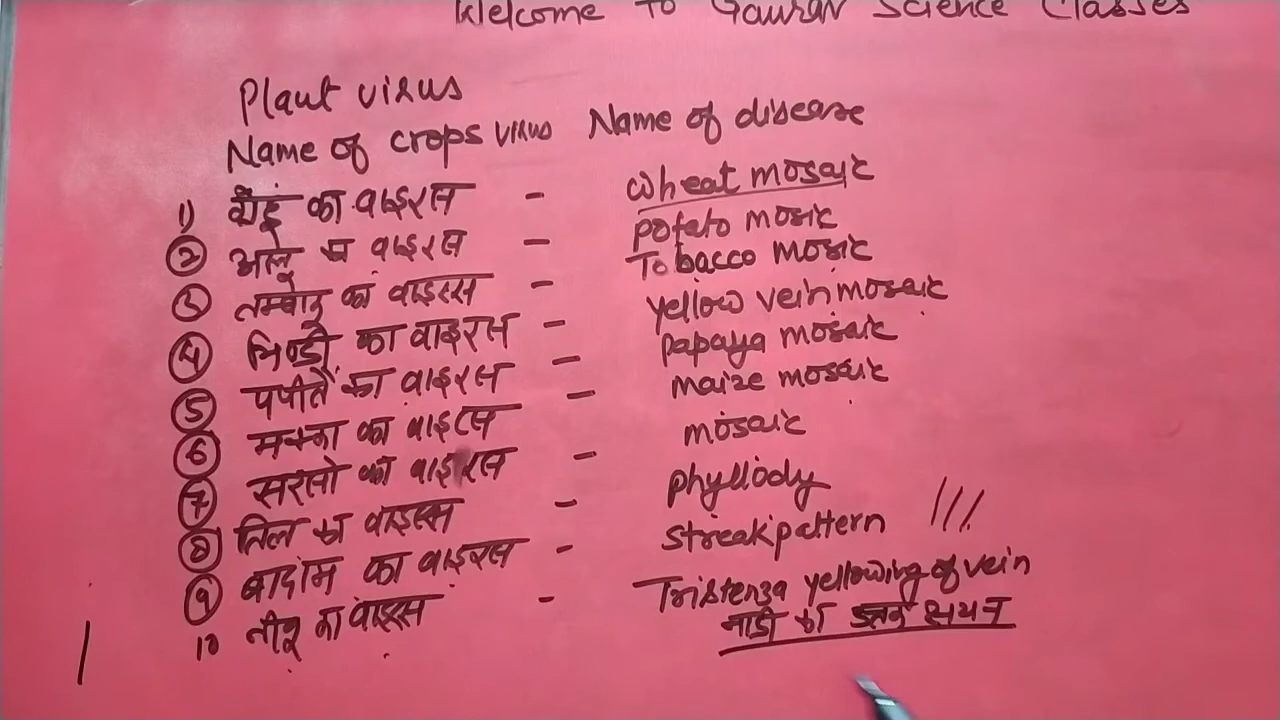 Welcome To Gaurav Science Classes
Plant virus
Name of crops virus Name of disease
1) गेहूं का वाइरस - wheat mosaic
2 आलू का वाइरस - potato mosic
3 तम्बाकू का वाइरस - Tobacco mosic
4 भिण्डी का वाइरस - yellow vein mosaic
5 पपीते का वाइरस - papaya mosaic
6 मक्का का वाइरस - maize mosaic
7 सरसो का वाइरस - mosaic
8 तिल का वाइरस - phyllody
9 बादाम का वाइरस - streak pattern
10 नीबू का वाइरस - Tristenza yellowing of vein
नाडी का